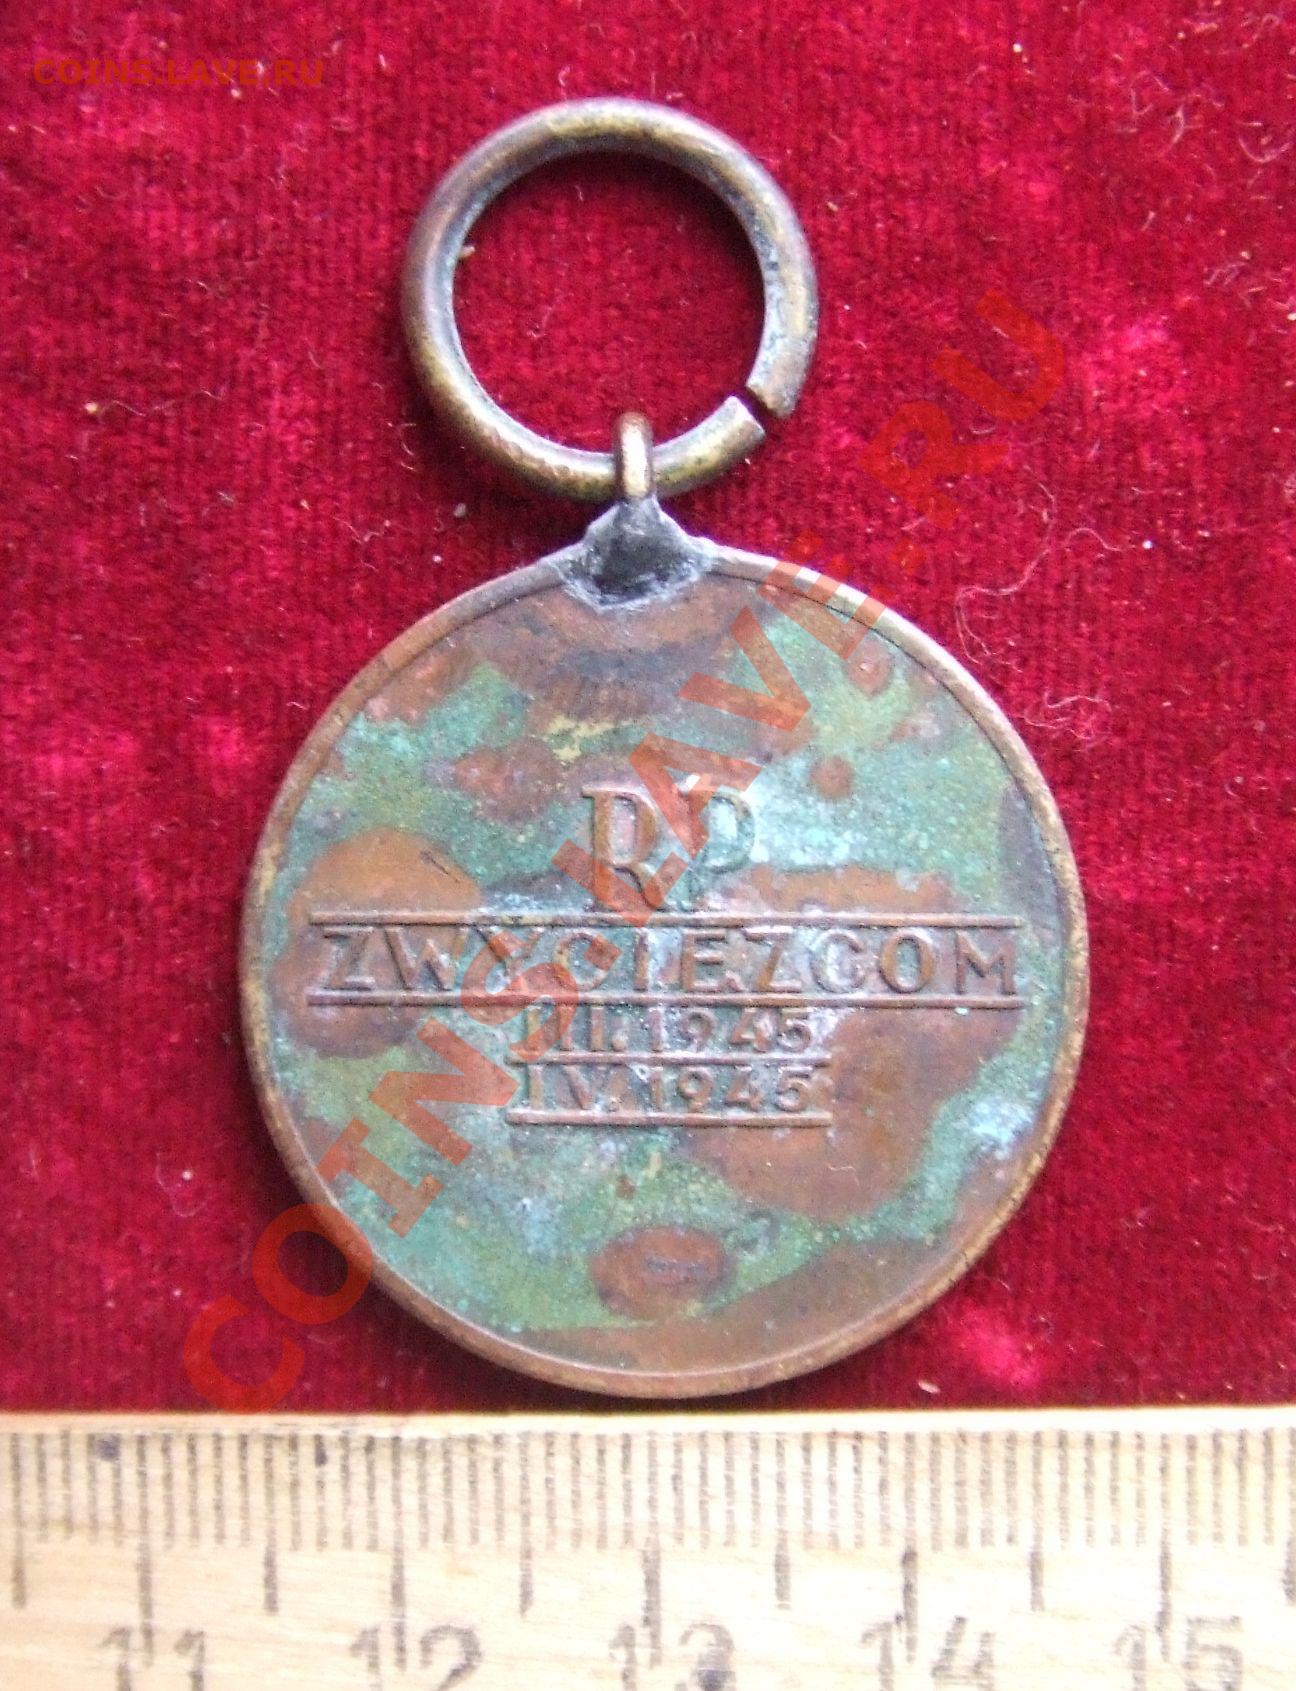 COINS.LAVE.RU
RP
ZWYCIĘZCOM
III.1945
IV.1945
COINS.LAVE.RU
11 12 13 14 15